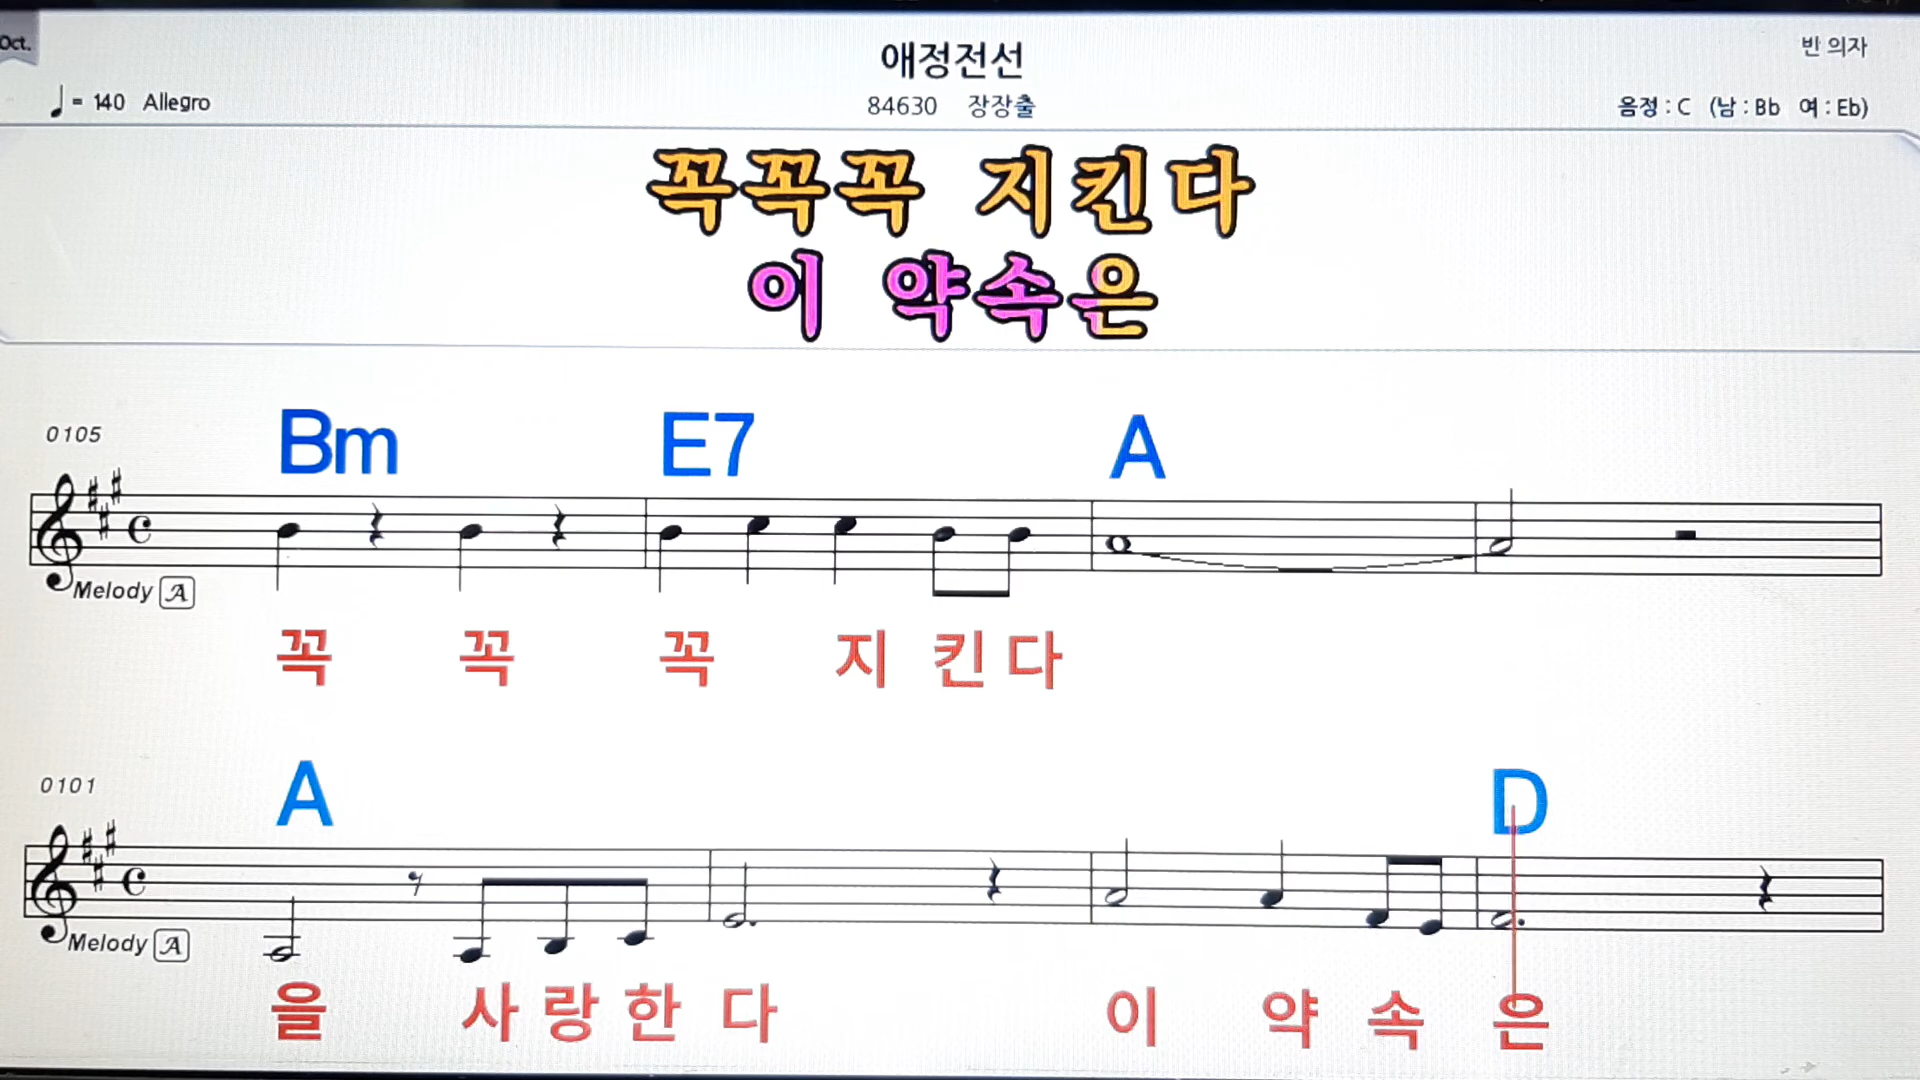 Oct.
애정전선
빈 의자
♩ = 140 Allegro
84630 장장출
음정 : C (남 : Bb 여 : Eb)
꼭꼭꼭 지킨다
이 약속은
0105
Bm E7 A
Melody A
꼭 꼭 꼭 지 킨 다
0101
A D
Melody A
을 사 랑 한 다 이 약 속 은